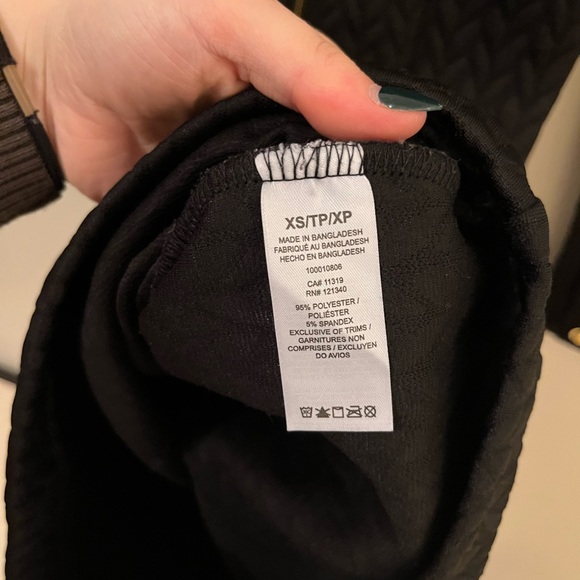 XS/TP/XP
MADE IN BANGLADESH
FABRIQUÉ AU BANGLADESH
HECHO EN BANGLADESH
100010806
CA# 11319
RN# 121340
95% POLYESTER /
POLIÉSTER
5% SPANDEX
EXCLUSIVE OF TRIMS /
GARNITURES NON
COMPRISES / EXCLUYEN
DO AVIOS